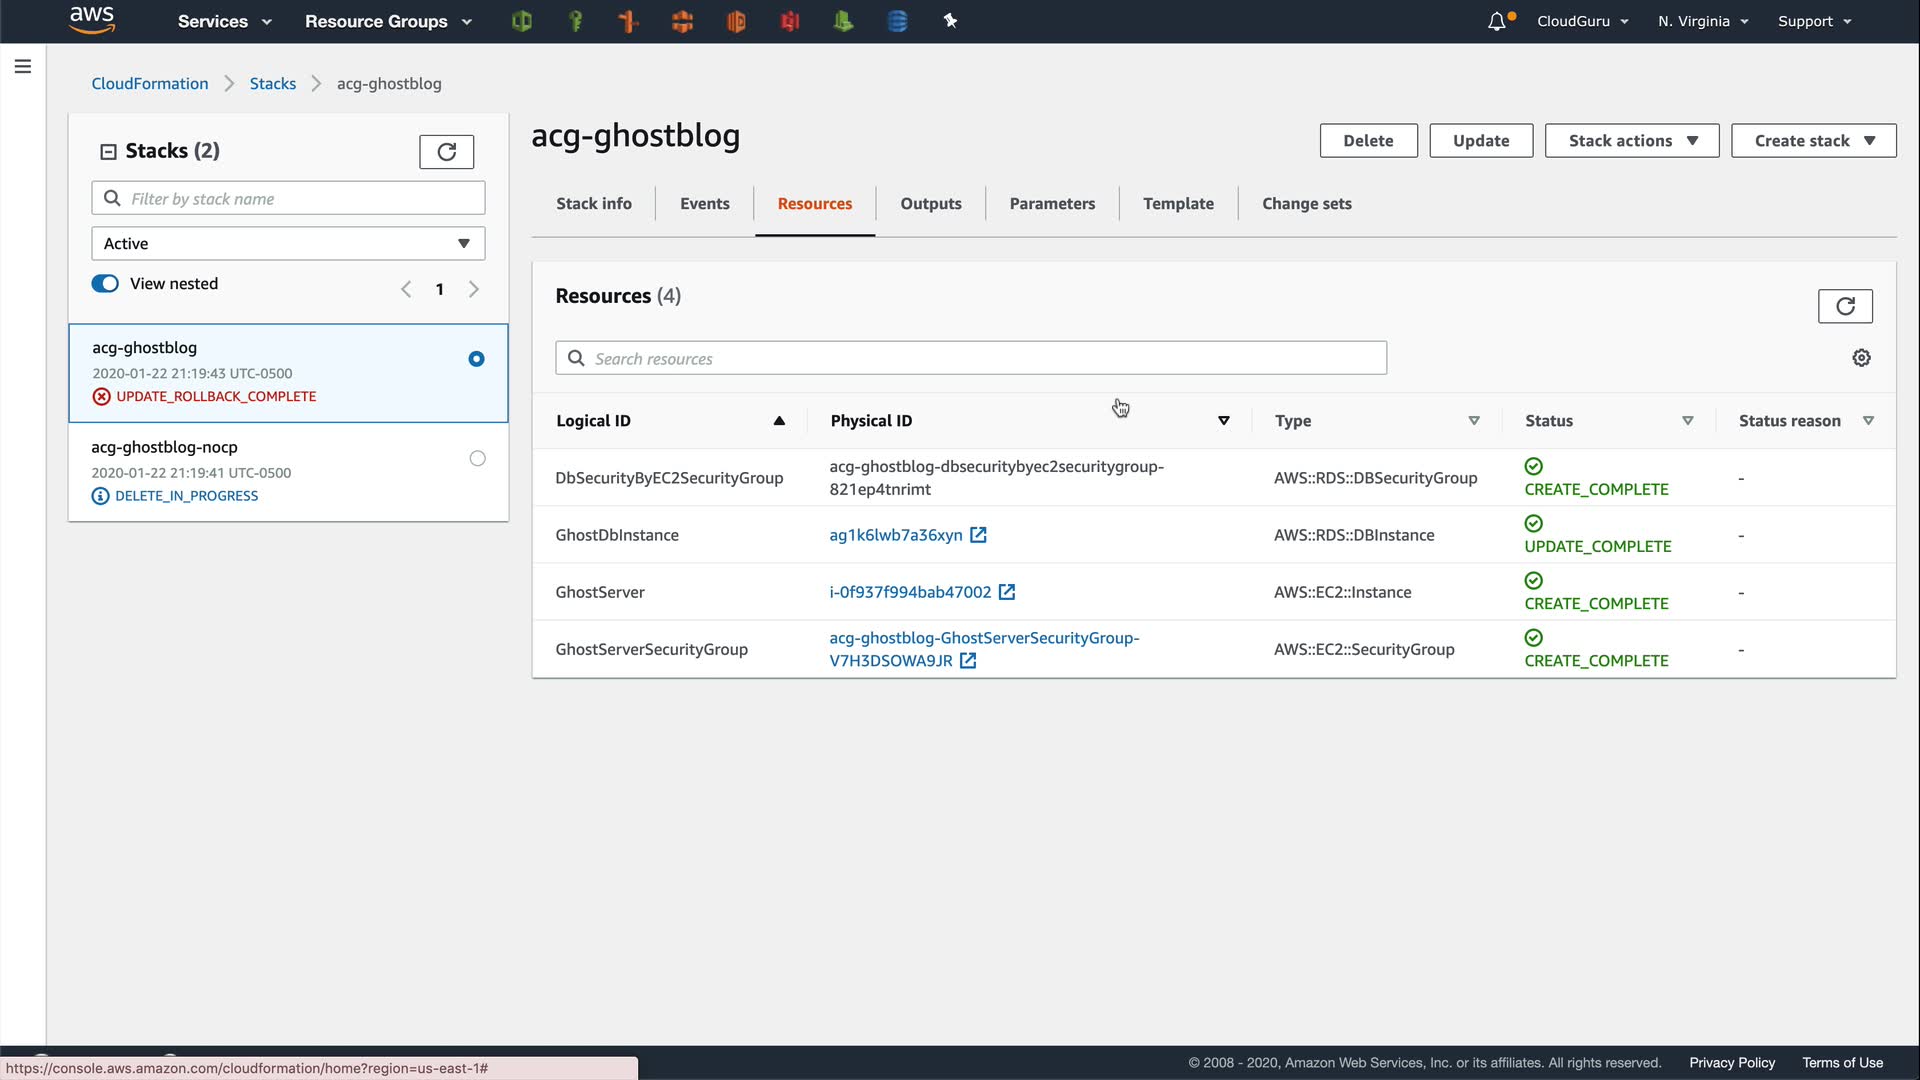 aws
Services
Resource Groups
CloudGuru
N. Virginia
Support
CloudFormation
Stacks
acg-ghostblog
Stacks (2)
Filter by stack name
Active
View nested
1
acg-ghostblog
2020-01-22 21:19:43 UTC-0500
UPDATE_ROLLBACK_COMPLETE
acg-ghostblog-nocp
2020-01-22 21:19:41 UTC-0500
DELETE_IN_PROGRESS
acg-ghostblog
Delete
Update
Stack actions
Create stack
Stack info
Events
Resources
Outputs
Parameters
Template
Change sets
Resources (4)
Search resources
Logical ID
Physical ID
Type
Status
Status reason
DbSecurityByEC2SecurityGroup
acg-ghostblog-dbsecuritybyec2securitygroup-
821ep4tnrimt
AWS::RDS::DBSecurityGroup
CREATE_COMPLETE
-
GhostDbInstance
ag1k6lwb7a36xyn
AWS::RDS::DBInstance
UPDATE_COMPLETE
-
GhostServer
i-0f937f994bab47002
AWS::EC2::Instance
CREATE_COMPLETE
-
GhostServerSecurityGroup
acg-ghostblog-GhostServerSecurityGroup-
V7H3DSOWA9JR
AWS::EC2::SecurityGroup
CREATE_COMPLETE
-
https://console.aws.amazon.com/cloudformation/home?region=us-east-1#
© 2008 - 2020, Amazon Web Services, Inc. or its affiliates. All rights reserved.
Privacy Policy
Terms of Use